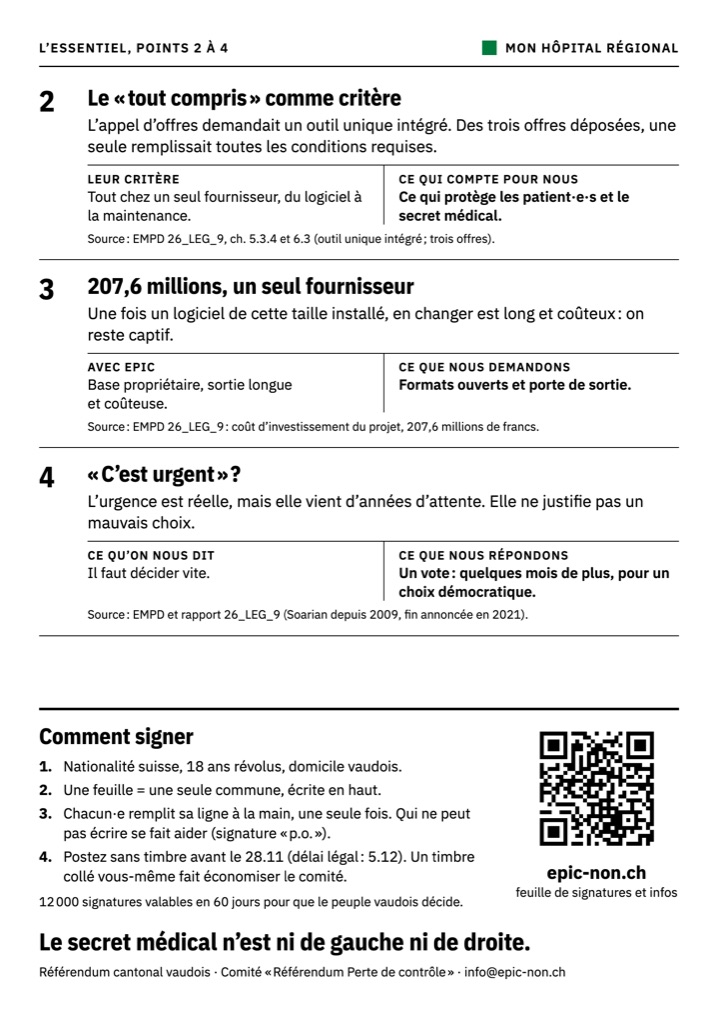 L’ESSENTIEL, POINTS 2 À 4
MON HÔPITAL RÉGIONAL
2
Le « tout compris » comme critère
L’appel d’offres demandait un outil unique intégré. Des trois offres déposées, une
seule remplissait toutes les conditions requises.
LEUR CRITÈRE
Tout chez un seul fournisseur, du logiciel à
la maintenance.
CE QUI COMPTE POUR NOUS
Ce qui protège les patient·e·s et le
secret médical.
Source : EMPD 26_LEG_9, ch. 5.3.4 et 6.3 (outil unique intégré ; trois offres).
3
207,6 millions, un seul fournisseur
Une fois un logiciel de cette taille installé, en changer est long et coûteux : on
reste captif.
AVEC EPIC
Base propriétaire, sortie longue
et coûteuse.
CE QUE NOUS DEMANDONS
Formats ouverts et porte de sortie.
Source : EMPD 26_LEG_9 : coût d’investissement du projet, 207,6 millions de francs.
4
« C’est urgent » ?
L’urgence est réelle, mais elle vient d’années d’attente. Elle ne justifie pas un
mauvais choix.
CE QU’ON NOUS DIT
Il faut décider vite.
CE QUE NOUS RÉPONDONS
Un vote : quelques mois de plus, pour un
choix démocratique.
Source : EMPD et rapport 26_LEG_9 (Soarian depuis 2009, fin annoncée en 2021).
Comment signer
1. Nationalité suisse, 18 ans révolus, domicile vaudois.
2. Une feuille = une seule commune, écrite en haut.
3. Chacun·e remplit sa ligne à la main, une seule fois. Qui ne peut
pas écrire se fait aider (signature « p.o. »).
4. Postez sans timbre avant le 28.11 (délai légal : 5.12). Un timbre
collé vous-même fait économiser le comité.
12 000 signatures valables en 60 jours pour que le peuple vaudois décide.
epic-non.ch
feuille de signatures et infos
Le secret médical n’est ni de gauche ni de droite.
Référendum cantonal vaudois · Comité « Référendum Perte de contrôle » · info@epic-non.ch